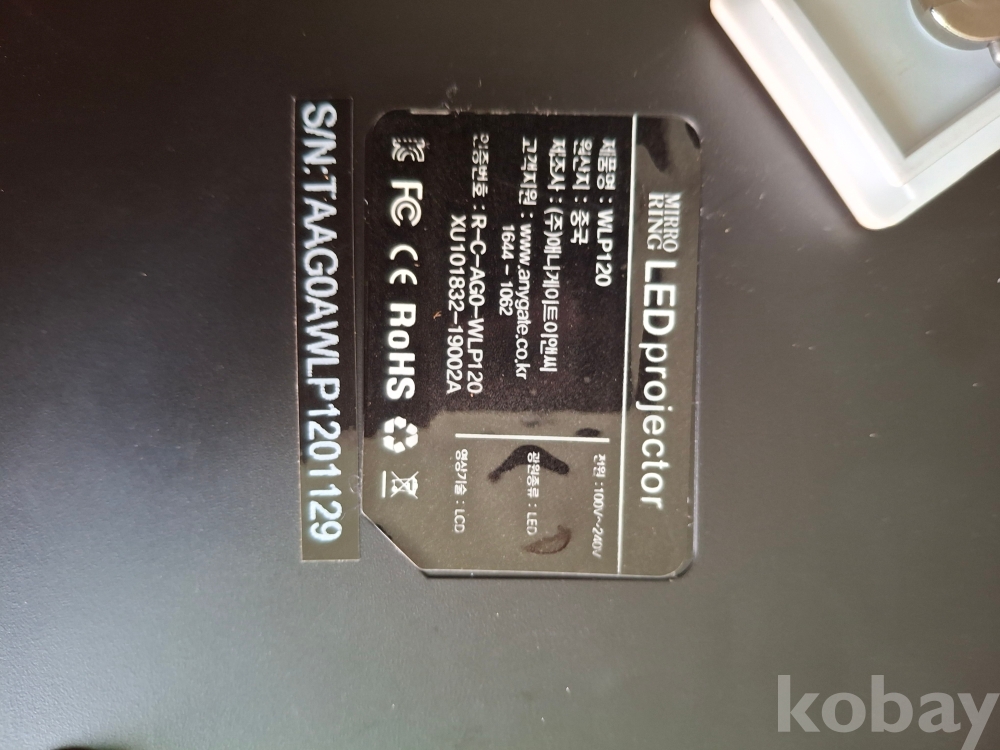 MIRRO
RING
LED projector
제품명 : WLP120
원산지 : 중국
제조사 : (주)애니게이트이앤씨
고객지원 : www.anygate.co.kr
1644 - 1062
인증번호 : R-C-AG0-WLP120-
XU101832-19002A
전원 : 100V~240V
광원종류 : LED
영상기술 : LCD
FC CE RoHS
S/N:TAAG0AWLP1201129
kobay